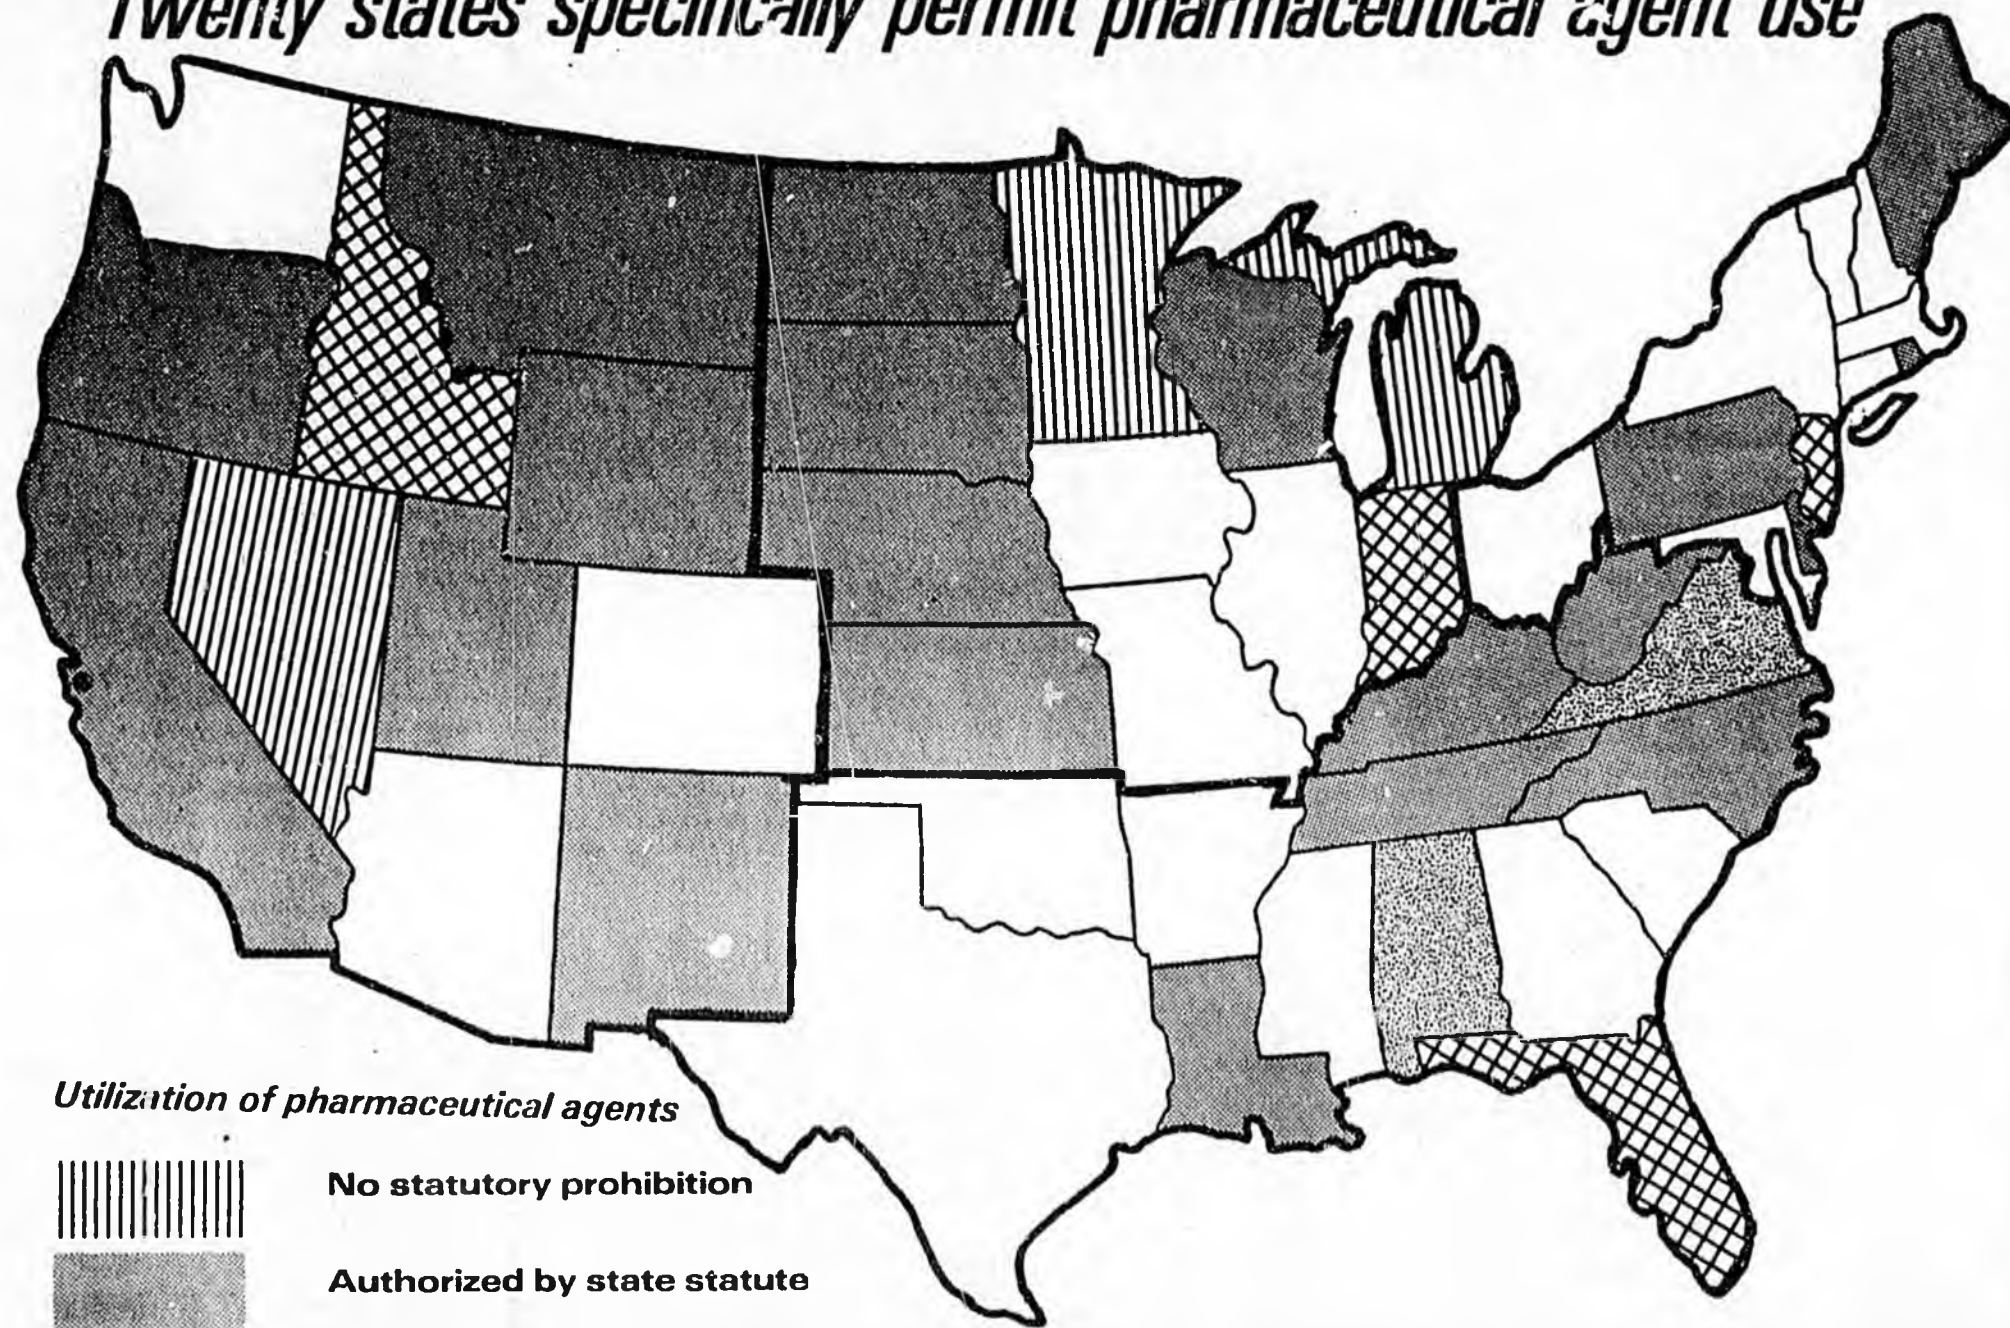 Twenty states specifically permit pharmaceutical agent use
Utilization of pharmaceutical agents
No statutory prohibition
Authorized by state statute